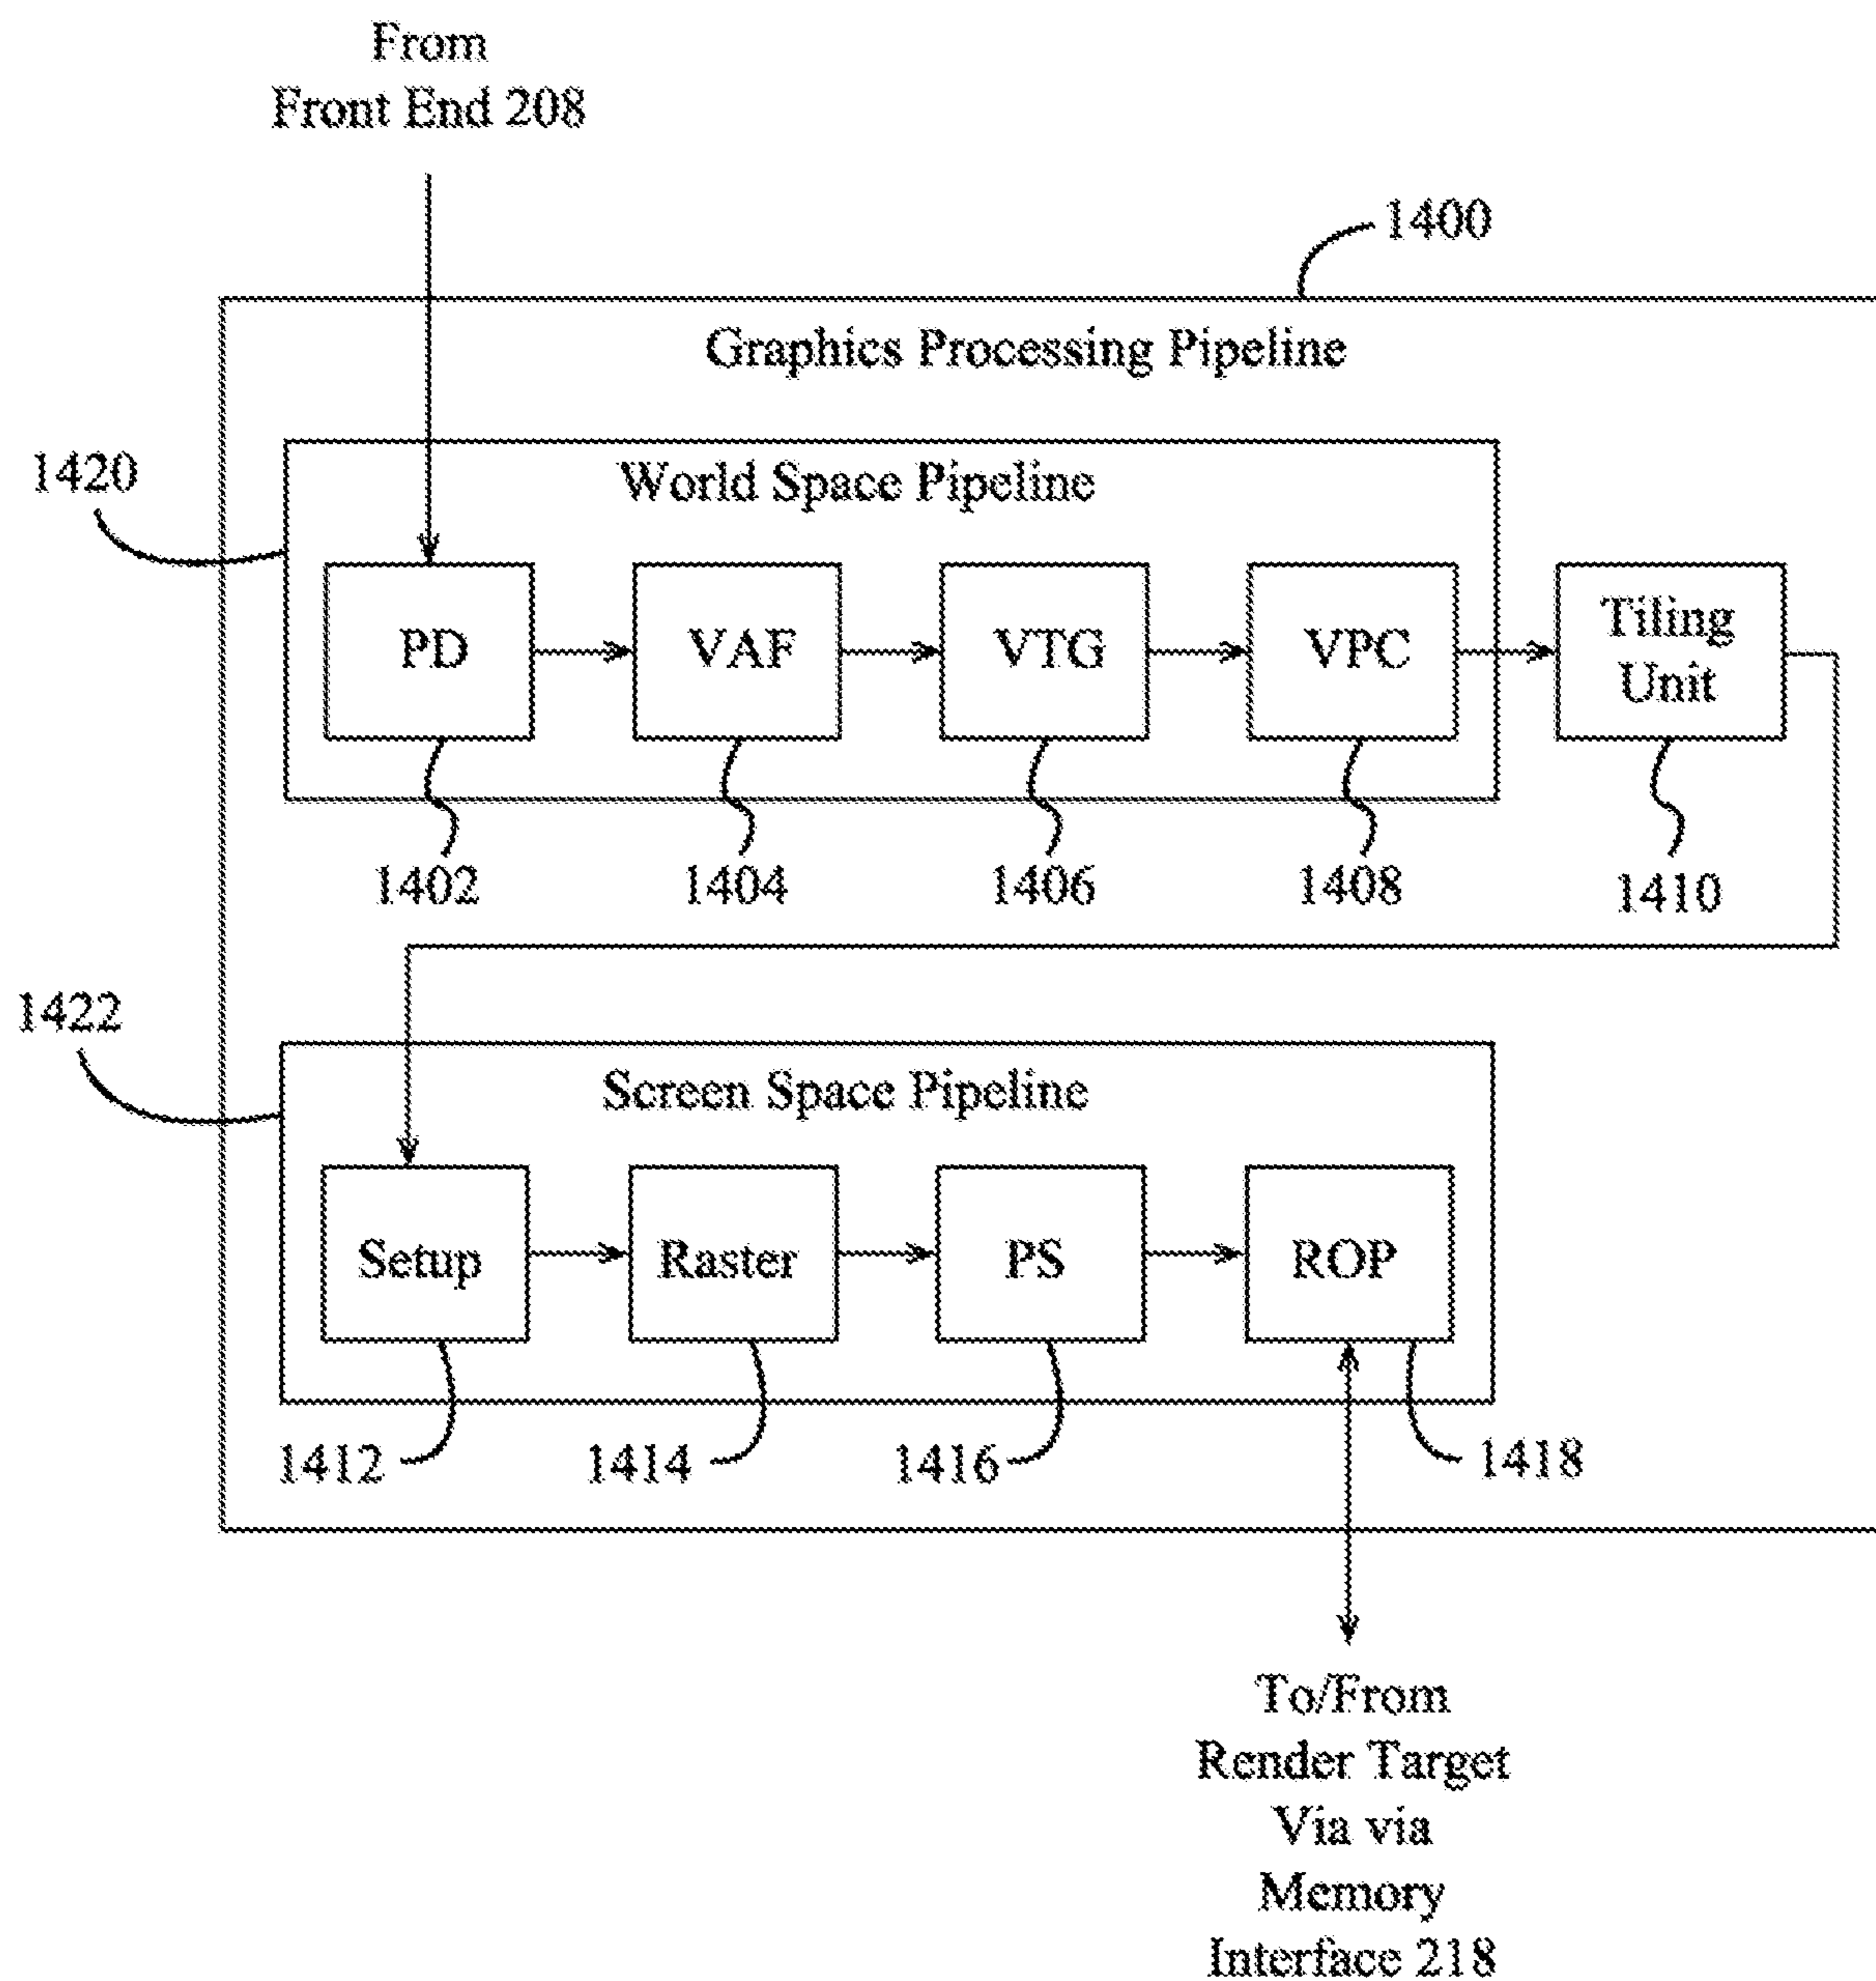 From
Front End 208
1400
Graphics Processing Pipeline
1420
World Space Pipeline
PD
VAF
VTG
VPC
Tiling
Unit
1402
1404
1406
1408
1410
1422
Screen Space Pipeline
Setup
Raster
PS
ROP
1412
1414
1416
1418
To/From
Render Target
Via via
Memory
Interface 218